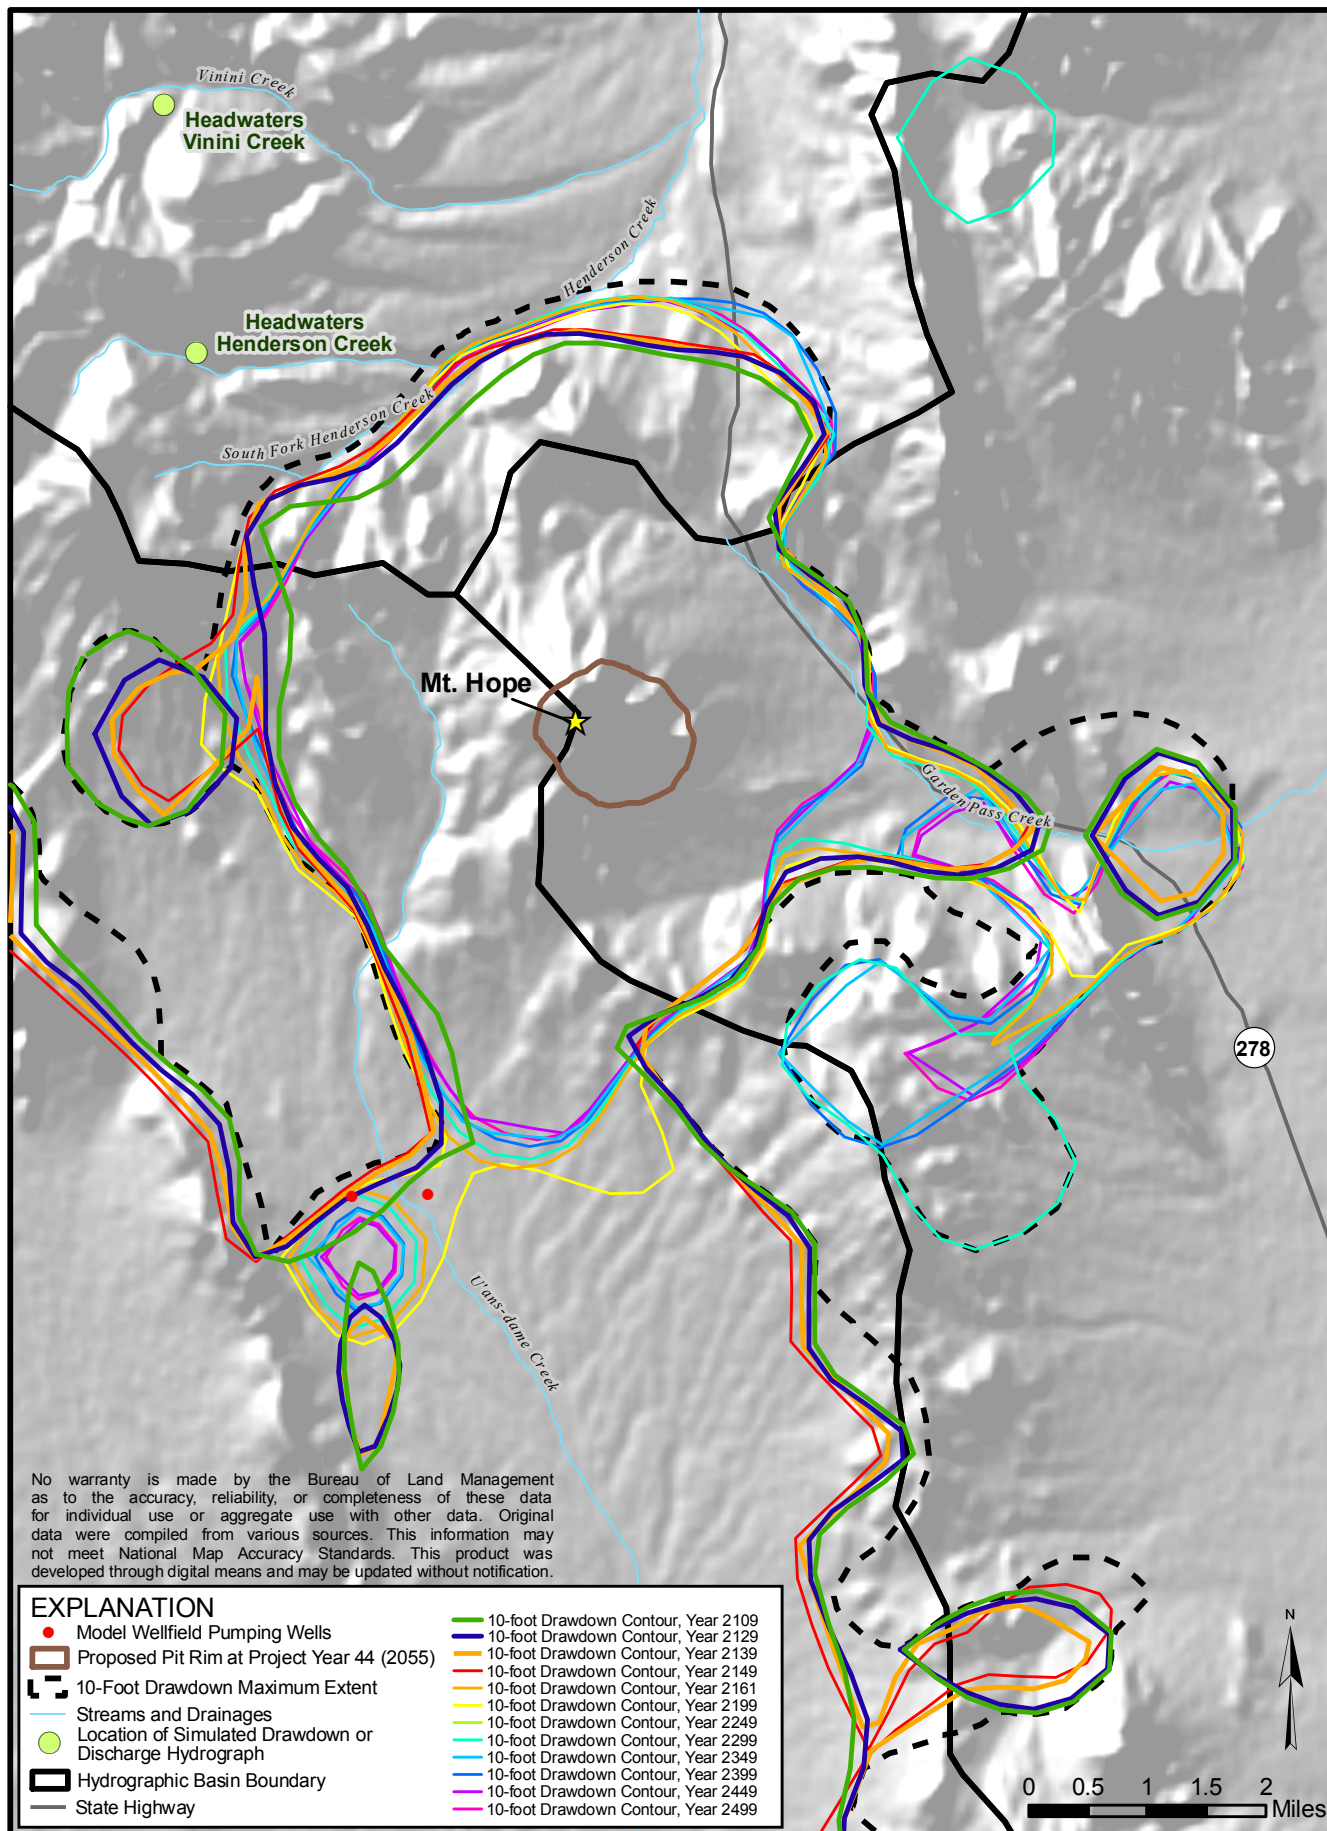 Vinini Creek
Headwaters
Vinini Creek
Henderson Creek
Headwaters
Henderson Creek
South Fork Henderson Creek
Mt. Hope
Garden Pass Creek
278
U'ans-dame Creek
No warranty is made by the Bureau of Land Management
as to the accuracy, reliability, or completeness of these data
for individual use or aggregate use with other data. Original
data were compiled from various sources. This information may
not meet National Map Accuracy Standards. This product was
developed through digital means and may be updated without notification.
EXPLANATION
Model Wellfield Pumping Wells
Proposed Pit Rim at Project Year 44 (2055)
10-Foot Drawdown Maximum Extent
Streams and Drainages
Location of Simulated Drawdown or
Discharge Hydrograph
Hydrographic Basin Boundary
State Highway
10-foot Drawdown Contour, Year 2109
10-foot Drawdown Contour, Year 2129
10-foot Drawdown Contour, Year 2139
10-foot Drawdown Contour, Year 2149
10-foot Drawdown Contour, Year 2161
10-foot Drawdown Contour, Year 2199
10-foot Drawdown Contour, Year 2249
10-foot Drawdown Contour, Year 2299
10-foot Drawdown Contour, Year 2349
10-foot Drawdown Contour, Year 2399
10-foot Drawdown Contour, Year 2449
10-foot Drawdown Contour, Year 2499
N
0 0.5 1 1.5 2
Miles